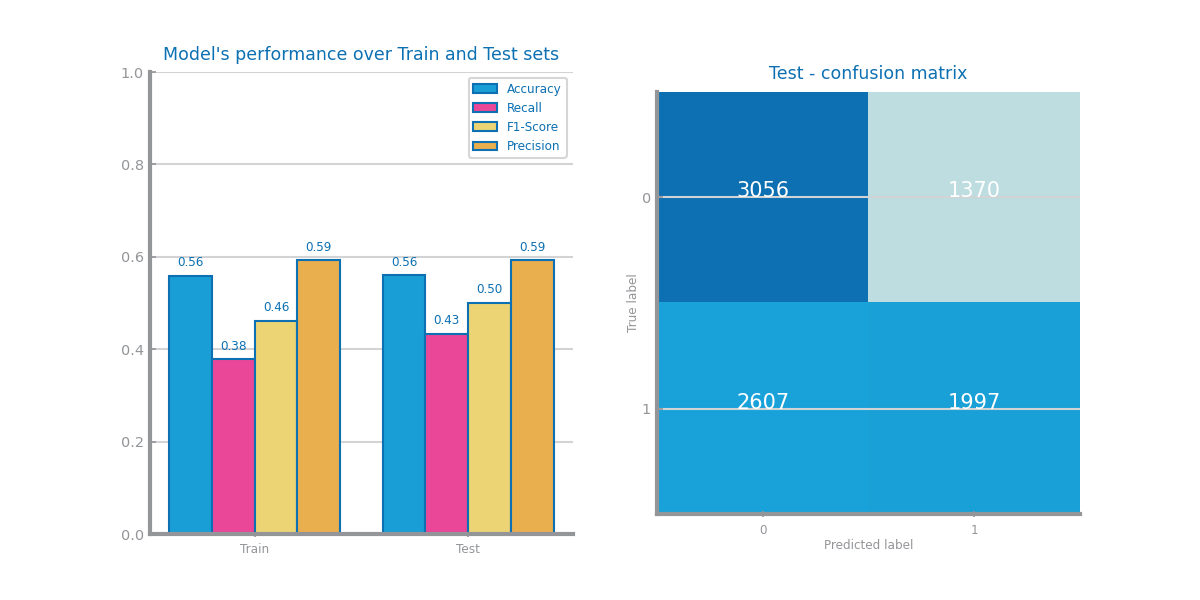 Model's performance over Train and Test sets
1.0
0.8
0.6
0.4
0.2
0.0
Accuracy
Recall
F1-Score
Precision
0.56
0.38
0.46
0.59
0.56
0.43
0.50
0.59
Train
Test
Test - confusion matrix
True label
0
1
3056
1370
2607
1997
0
1
Predicted label